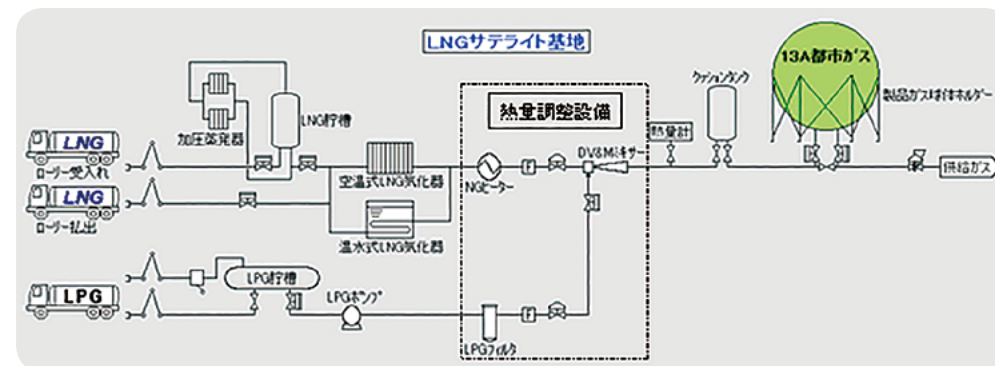 LNGサテライト基地
13A都市ガス
クッションタンク
製品ガス球体ホルダー
熱量調整設備
LNG貯槽
加圧蒸発器
熱量計
LNG
ローリー受入れ
DV&Mミキサー
空温式LNG気化器
NGヒーター
F
供給ガス
LNG
ローリー払出
温水式LNG気化器
LPG貯槽
LPG
LPGポンプ
F
LPGフィルタ